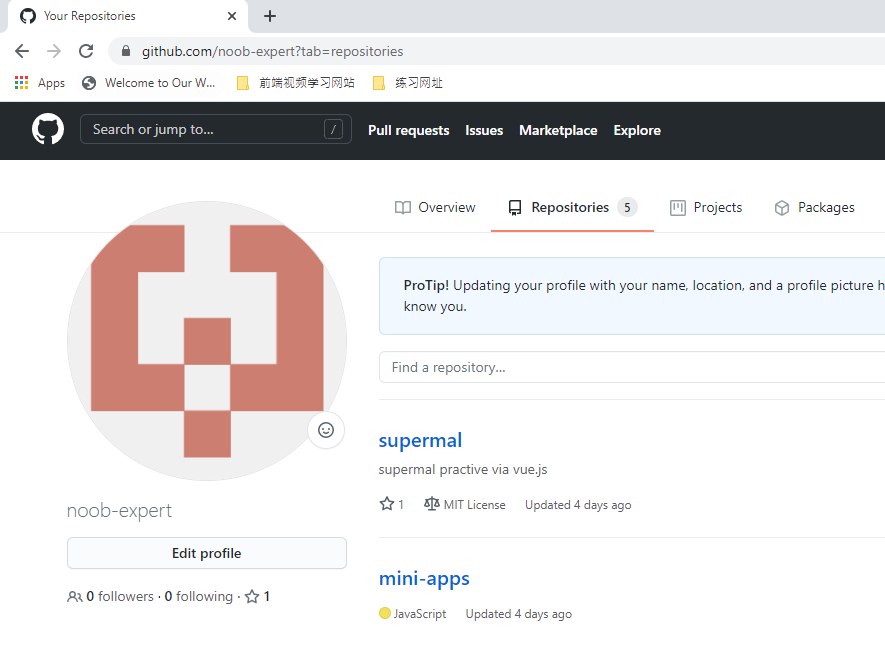 Your Repositories
github.com/noob-expert?tab=repositories
Apps Welcome to Our W... 前端视频学习网站 练习网址
Search or jump to... / Pull requests Issues Marketplace Explore
Overview Repositories 5 Projects Packages
ProTip! Updating your profile with your name, location, and a profile picture h
know you.
Find a repository...
supermal
supermal practive via vue.js
1 MIT License Updated 4 days ago
noob-expert
Edit profile
0 followers · 0 following · 1
mini-apps
JavaScript Updated 4 days ago